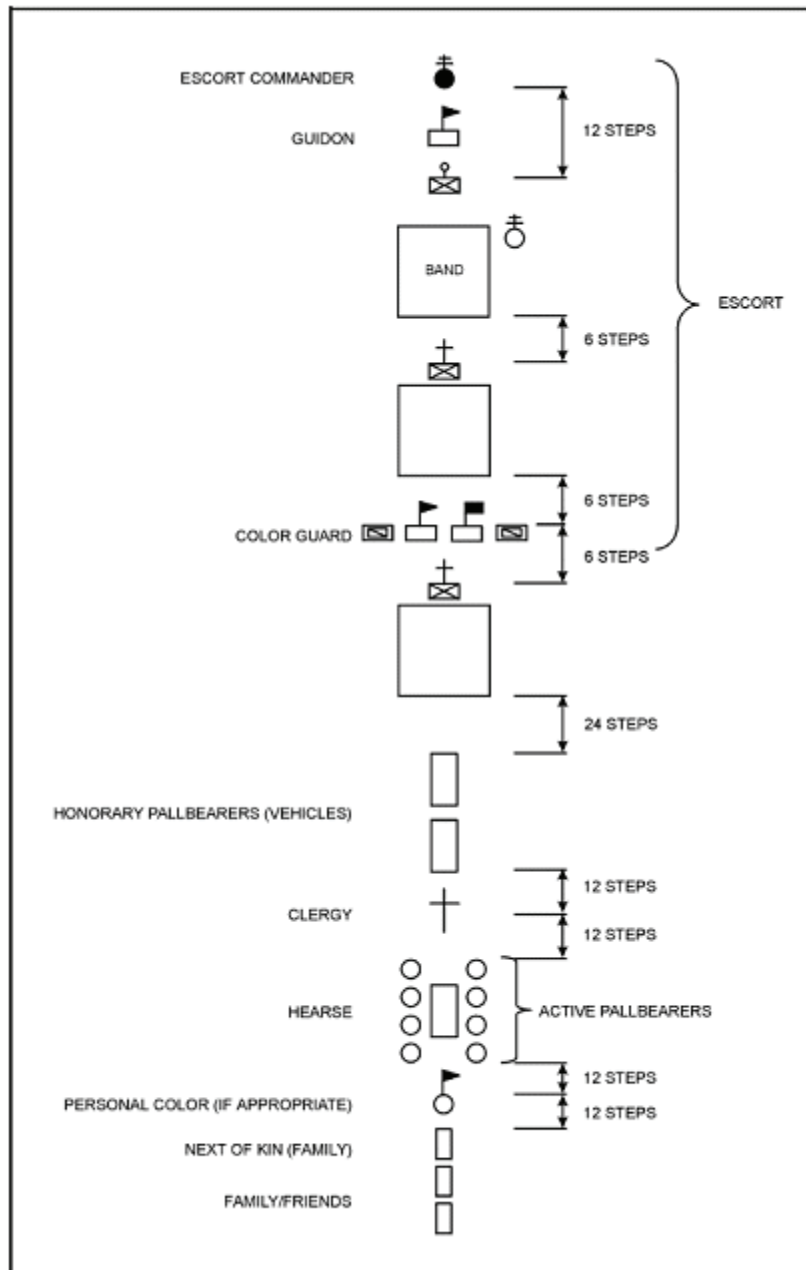 ESCORT COMMANDER
GUIDON
12 STEPS
BAND
ESCORT
6 STEPS
6 STEPS
COLOR GUARD
6 STEPS
24 STEPS
HONORARY PALLBEARERS (VEHICLES)
12 STEPS
CLERGY
12 STEPS
HEARSE
ACTIVE PALLBEARERS
12 STEPS
PERSONAL COLOR (IF APPROPRIATE)
12 STEPS
NEXT OF KIN (FAMILY)
FAMILY/FRIENDS